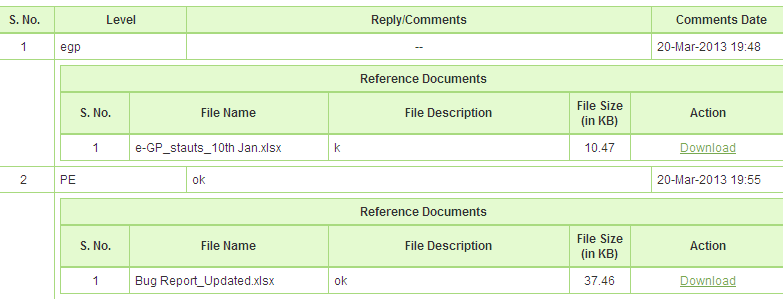 S. No. Level Reply/Comments Comments Date
1 egp -- 20-Mar-2013 19:48
Reference Documents
S. No. File Name File Description File Size (in KB) Action
1 e-GP_stauts_10th Jan.xlsx k 10.47 Download
2 PE ok 20-Mar-2013 19:55
Reference Documents
S. No. File Name File Description File Size (in KB) Action
1 Bug Report_Updated.xlsx ok 37.46 Download